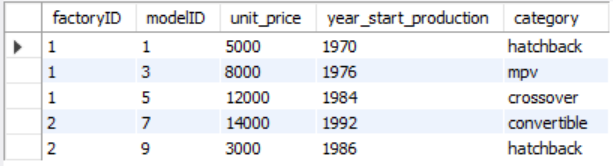 factoryID modelID unit_price year_start_production category
1 1 5000 1970 hatchback
1 3 8000 1976 mpv
1 5 12000 1984 crossover
2 7 14000 1992 convertible
2 9 3000 1986 hatchback